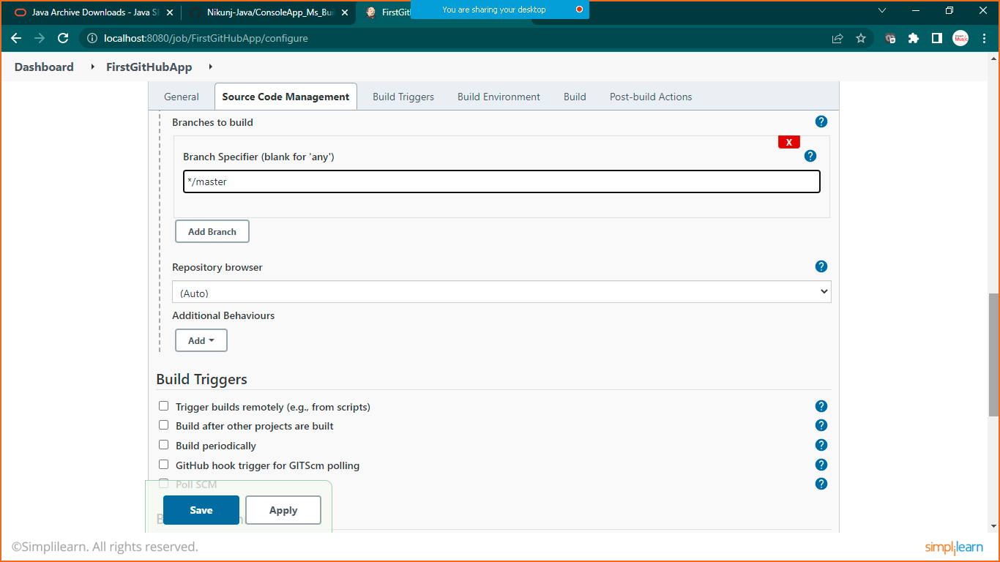 Java Archive Downloads - Java SE
Nikunj-Java/ConsoleApp_Ms_Bui
FirstGitH
You are sharing your desktop
localhost:8080/job/FirstGitHubApp/configure
Dashboard
FirstGitHubApp
General
Source Code Management
Build Triggers
Build Environment
Build
Post-build Actions
Branches to build
?
X
Branch Specifier (blank for 'any')
?
*/master
Add Branch
Repository browser
?
(Auto)
Additional Behaviours
Add
Build Triggers
Trigger builds remotely (e.g., from scripts)
?
Build after other projects are built
?
Build periodically
?
GitHub hook trigger for GITScm polling
?
Poll SCM
?
Save
Apply
©Simplilearn. All rights reserved.
simplilearn